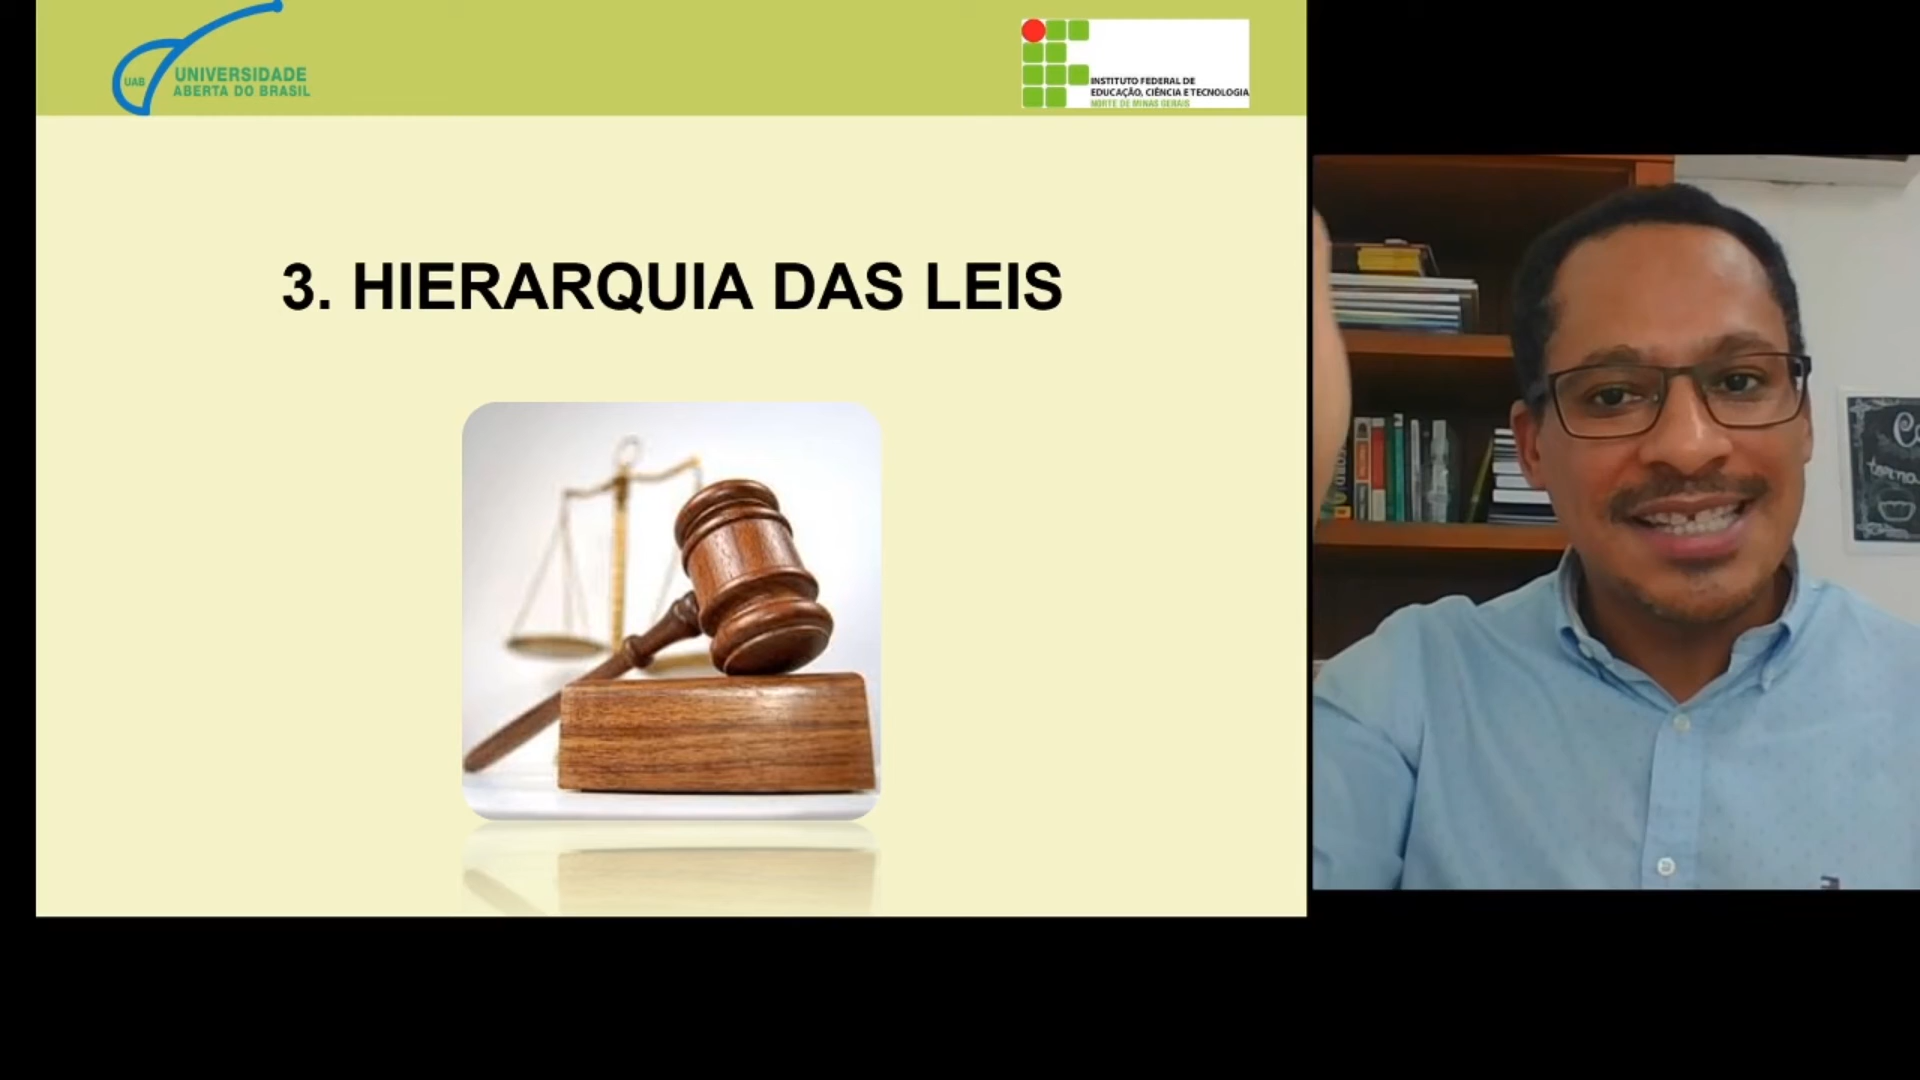 UAB
UNIVERSIDADE
ABERTA DO BRASIL
INSTITUTO FEDERAL DE
EDUCAÇÃO, CIÊNCIA E TECNOLOGIA
NORTE DE MINAS GERAIS
3. HIERARQUIA DAS LEIS